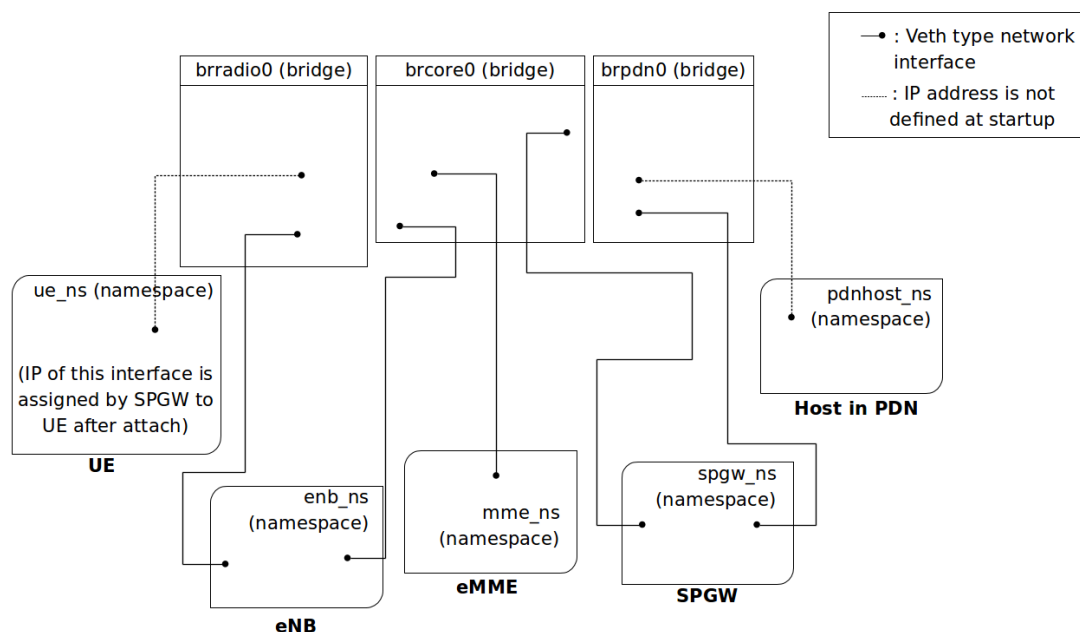 brradio0 (bridge)
brcore0 (bridge)
brpdn0 (bridge)
: Veth type network
interface
: IP address is not
defined at startup
ue_ns (namespace)
(IP of this interface is
assigned by SPGW to
UE after attach)
UE
pdnhost_ns
(namespace)
Host in PDN
enb_ns
(namespace)
eNB
mme_ns
(namespace)
eMME
spgw_ns
(namespace)
SPGW